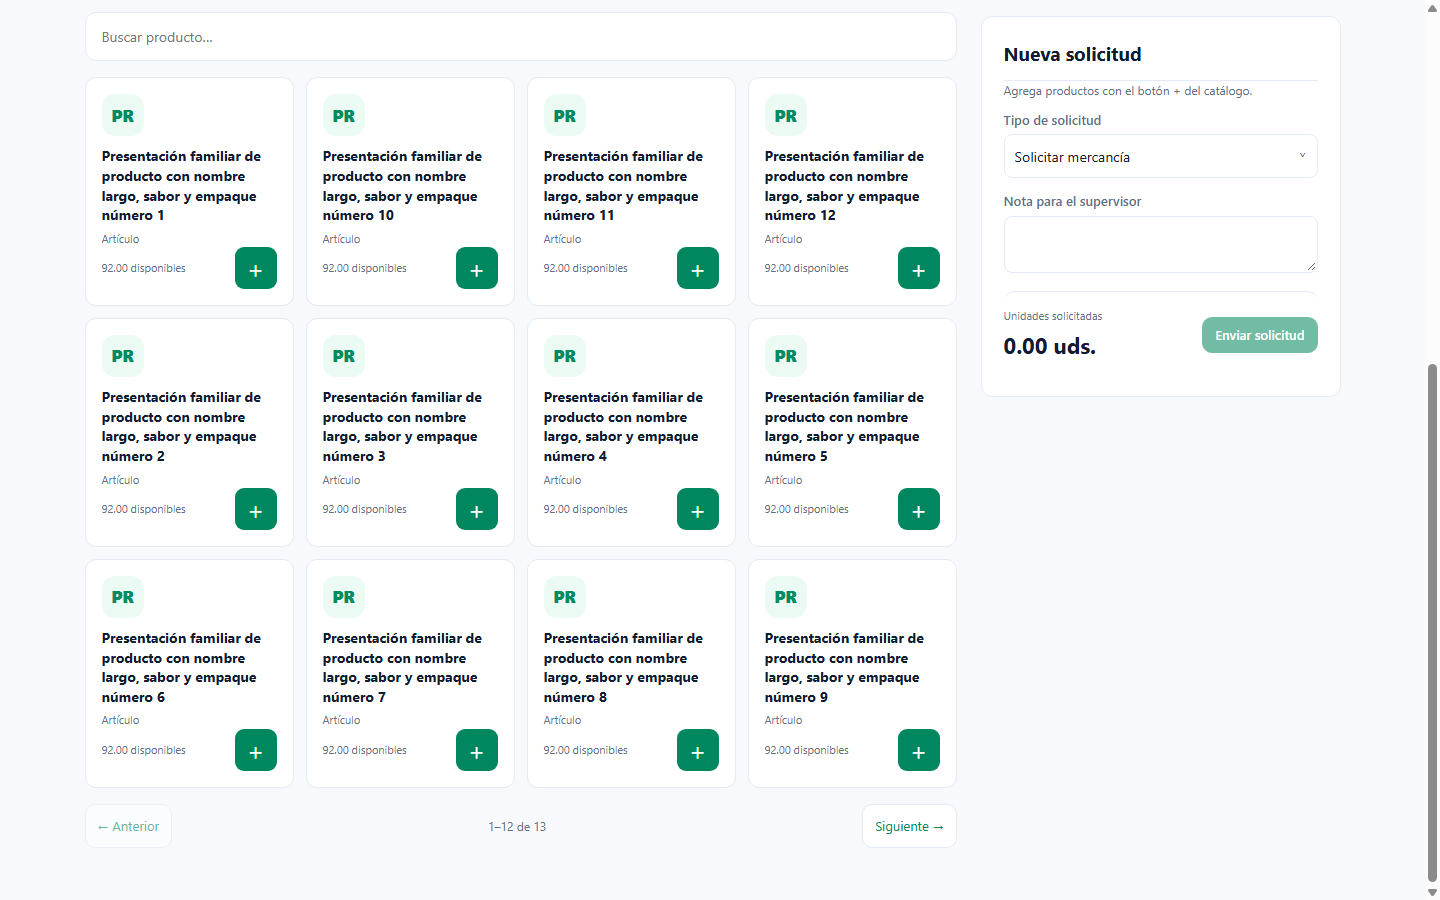 Buscar producto...
PR
Presentación familiar de
producto con nombre
largo, sabor y empaque
número 1
Artículo
92.00 disponibles
+
PR
Presentación familiar de
producto con nombre
largo, sabor y empaque
número 10
Artículo
92.00 disponibles
+
PR
Presentación familiar de
producto con nombre
largo, sabor y empaque
número 11
Artículo
92.00 disponibles
+
PR
Presentación familiar de
producto con nombre
largo, sabor y empaque
número 12
Artículo
92.00 disponibles
+
PR
Presentación familiar de
producto con nombre
largo, sabor y empaque
número 2
Artículo
92.00 disponibles
+
PR
Presentación familiar de
producto con nombre
largo, sabor y empaque
número 3
Artículo
92.00 disponibles
+
PR
Presentación familiar de
producto con nombre
largo, sabor y empaque
número 4
Artículo
92.00 disponibles
+
PR
Presentación familiar de
producto con nombre
largo, sabor y empaque
número 5
Artículo
92.00 disponibles
+
PR
Presentación familiar de
producto con nombre
largo, sabor y empaque
número 6
Artículo
92.00 disponibles
+
PR
Presentación familiar de
producto con nombre
largo, sabor y empaque
número 7
Artículo
92.00 disponibles
+
PR
Presentación familiar de
producto con nombre
largo, sabor y empaque
número 8
Artículo
92.00 disponibles
+
PR
Presentación familiar de
producto con nombre
largo, sabor y empaque
número 9
Artículo
92.00 disponibles
+
← Anterior
1–12 de 13
Siguiente →
Nueva solicitud
Agrega productos con el botón + del catálogo.
Tipo de solicitud
Solicitar mercancía
Nota para el supervisor
Unidades solicitadas
0.00 uds.
Enviar solicitud